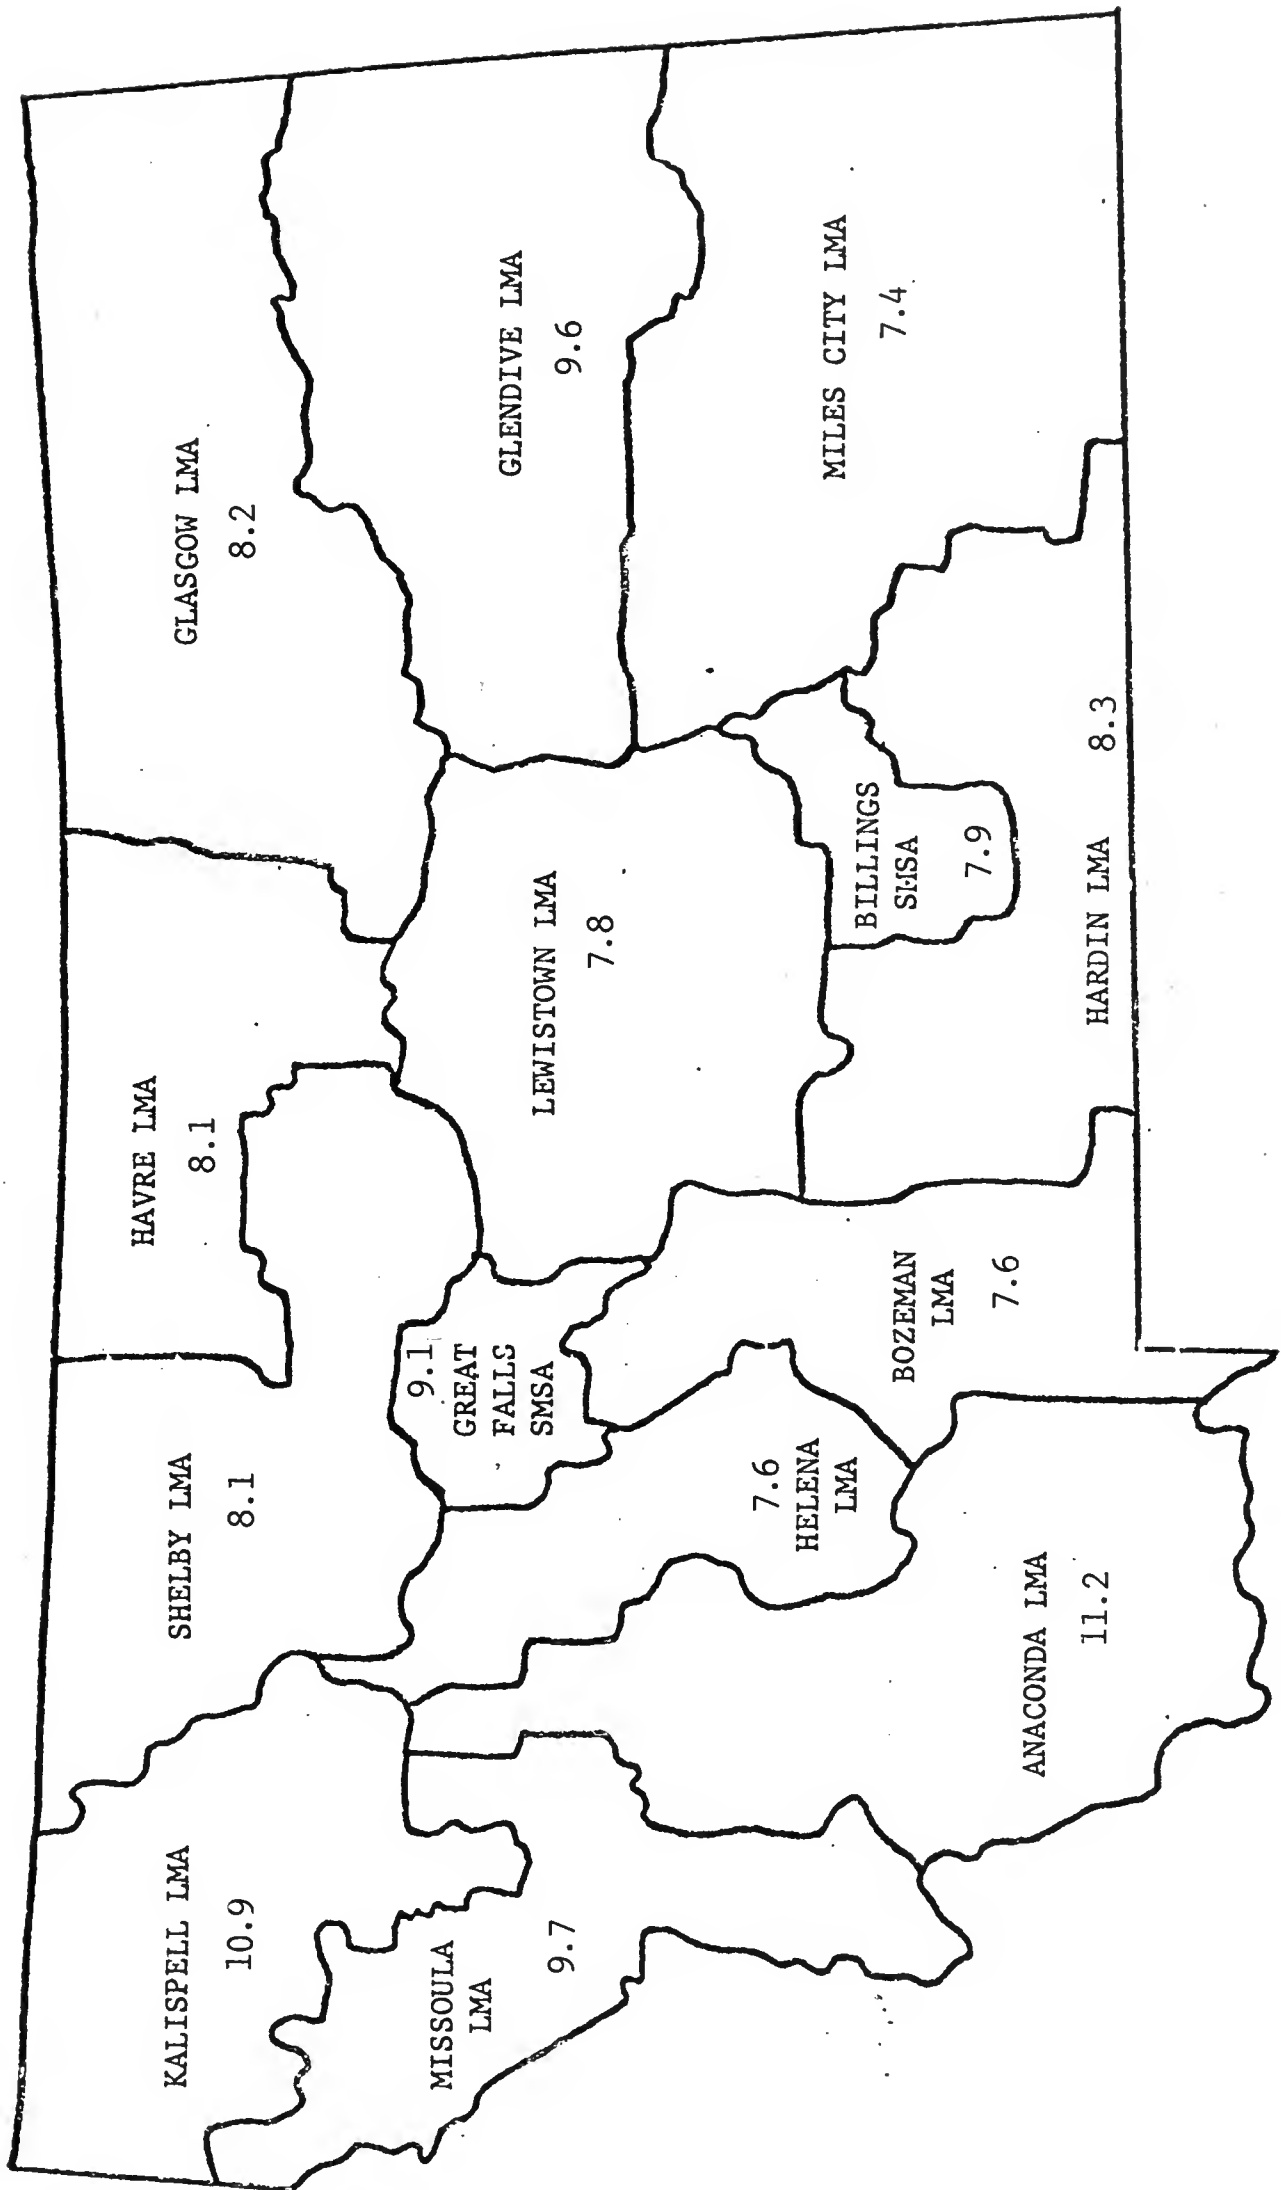 KALISPELL LMA
10.9
MISSOULA
LMA
9.7
SHELBY LMA
8.1
HAVRE LMA
8.1
GLASGOW LMA
8.2
9.1
GREAT
FALLS
SMSA
LEWISTOWN LMA
7.8
GLENDIVE LMA
9.6
7.6
HELENA
LMA
ANACONDA LMA
11.2
BOZEMAN
LMA
7.6
BILLINGS
SMSA
7.9
HARDIN LMA
8.3
MILES CITY LMA
7.4